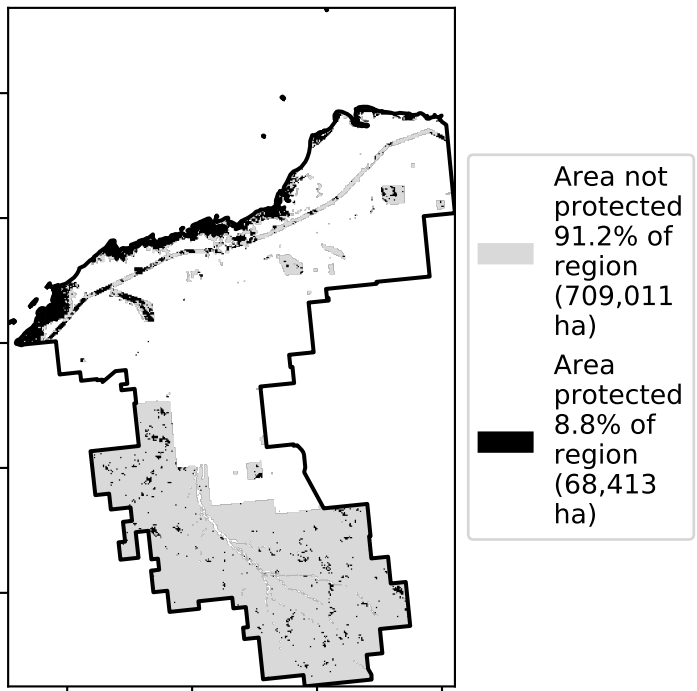 Area not
protected
91.2% of
region
(709,011
ha)
Area
protected
8.8% of
region
(68,413
ha)